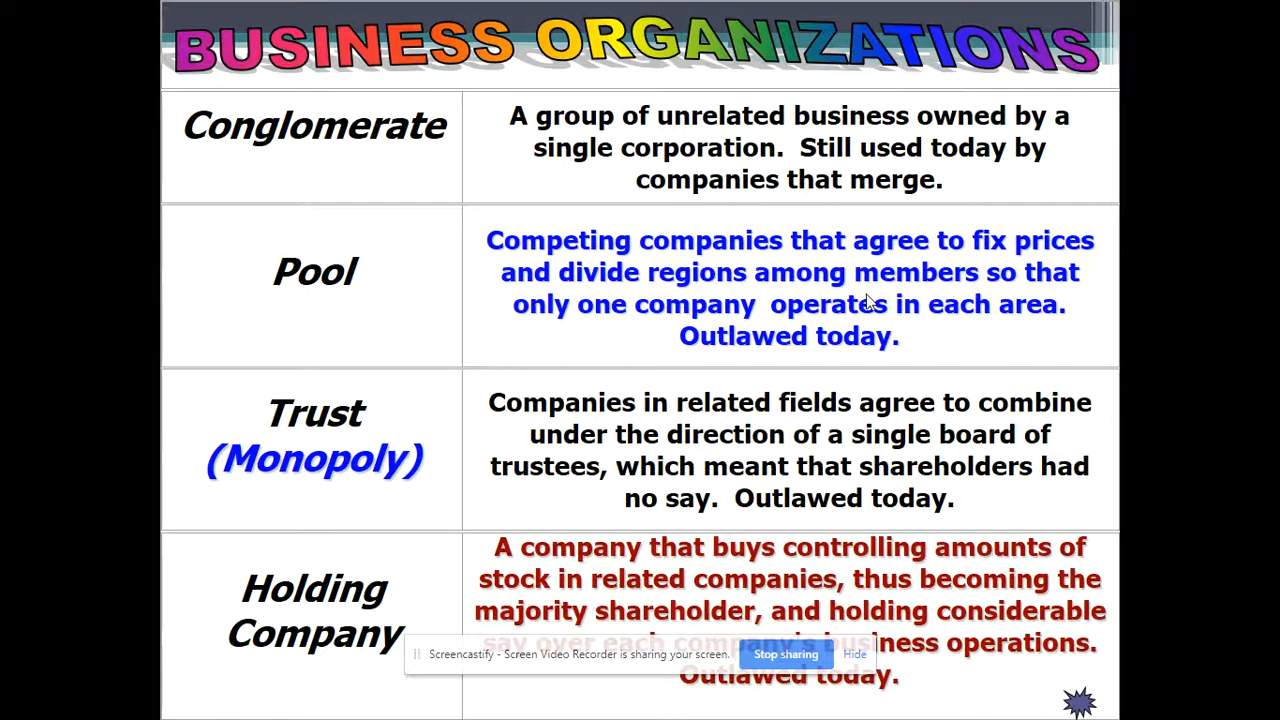 BUSINESS ORGANIZATIONS
Conglomerate
A group of unrelated business owned by a
single corporation. Still used today by
companies that merge.
Pool
Competing companies that agree to fix prices
and divide regions among members so that
only one company operates in each area.
Outlawed today.
Trust
(Monopoly)
Companies in related fields agree to combine
under the direction of a single board of
trustees, which meant that shareholders had
no say. Outlawed today.
Holding
Company
A company that buys controlling amounts of
stock in related companies, thus becoming the
majority shareholder, and holding considerable
say over each company's business operations.
Outlawed today.
Screencastify - Screen Video Recorder is sharing your screen.
Stop sharing
Hide